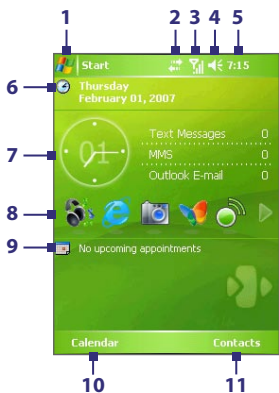 1 2 3 4 5
Start 7:15
6 Thursday
February 01, 2007
7 01
Text Messages 0
MMS 0
Outlook E-mail 0
8
9 No upcoming appointments
Calendar Contacts
10 11